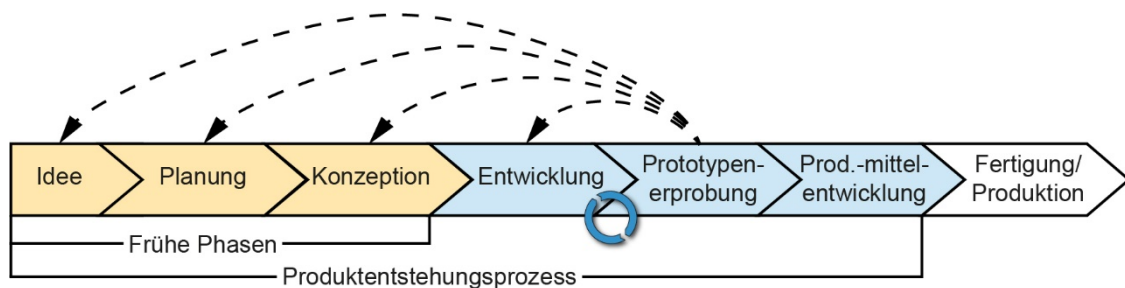 Idee
Planung
Konzeption
Entwicklung
Prototypen-
erprobung
Prod.-mittel-
entwicklung
Fertigung/
Produktion
Frühe Phasen
Produktentstehungsprozess